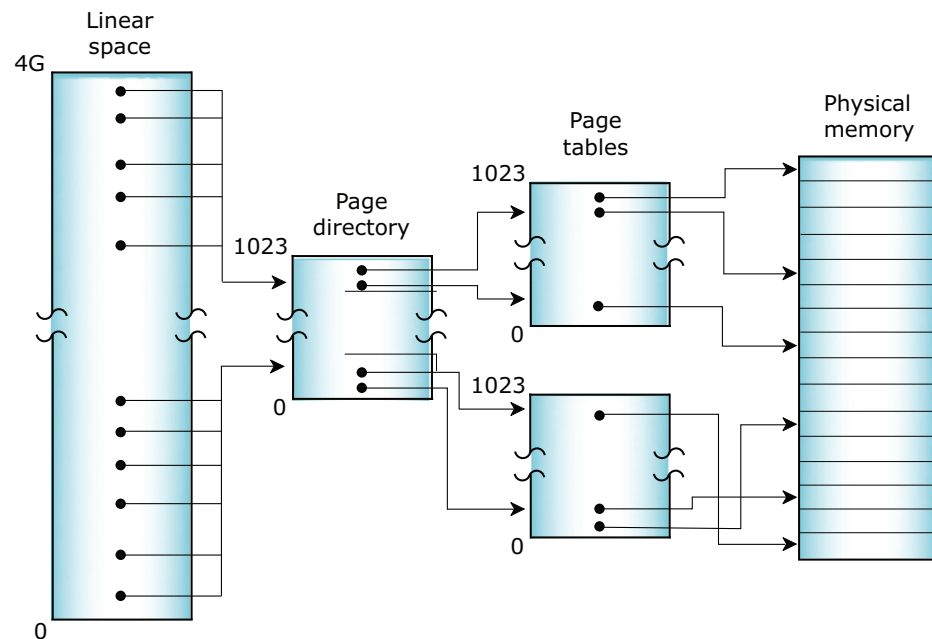 Linear
space
4G
0
Page
directory
1023
0
Page
tables
1023
0
1023
0
Physical
memory